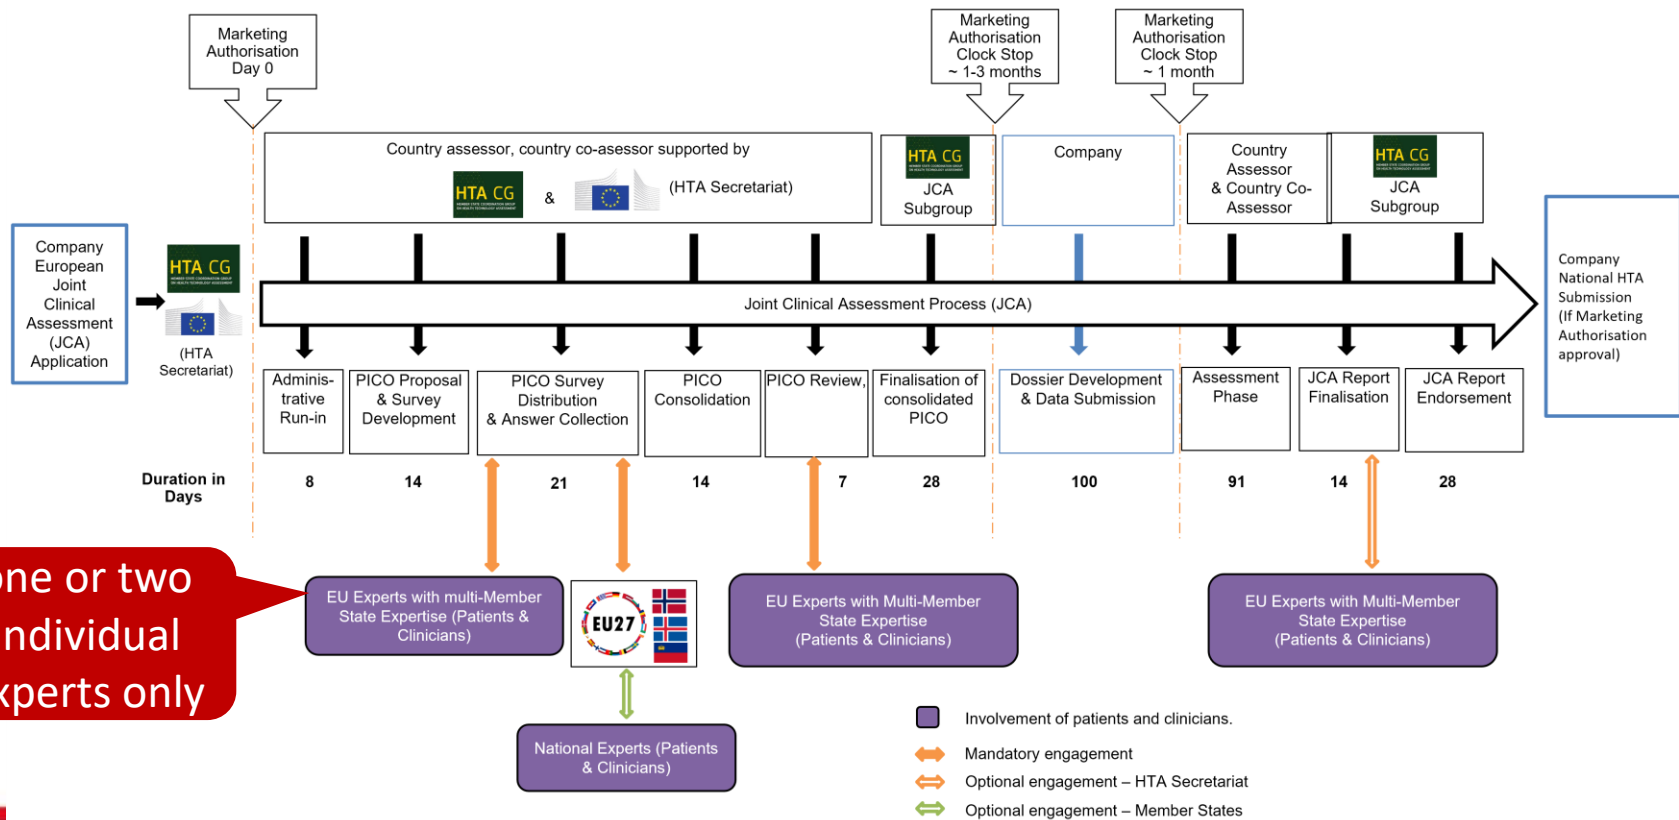 Marketing
Authorisation
Day 0
Marketing
Authorisation
Clock Stop
~ 1-3 months
Marketing
Authorisation
Clock Stop
~ 1 month
Country assessor, country co-asessor supported by
HTA CG
&
(HTA Secretariat)
HTA CG
JCA
Subgroup
Company
Country
Assessor
& Country Co-
Assessor
HTA CG
JCA
Subgroup
Company
European
Joint
Clinical
Assessment
(JCA)
Application
HTA CG
(HTA
Secretariat)
Joint Clinical Assessment Process (JCA)
Company
National HTA
Submission
(If Marketing
Authorisation
approval)
Adminis-
trative
Run-in
PICO Proposal
& Survey
Development
PICO Survey
Distribution
& Answer Collection
PICO
Consolidation
PICO Review,
Finalisation of
consolidated
PICO
Dossier Development
& Data Submission
Assessment
Phase
JCA Report
Finalisation
JCA Report
Endorsement
Duration in
Days
8
14
21
14
7
28
100
91
14
28
one or two
individual
experts only
EU Experts with multi-Member
State Expertise (Patients &
Clinicians)
EU27
EU Experts with Multi-Member
State Expertise
(Patients & Clinicians)
EU Experts with Multi-Member
State Expertise
(Patients & Clinicians)
National Experts (Patients
& Clinicians)
Involvement of patients and clinicians.
Mandatory engagement
Optional engagement – HTA Secretariat
Optional engagement – Member States